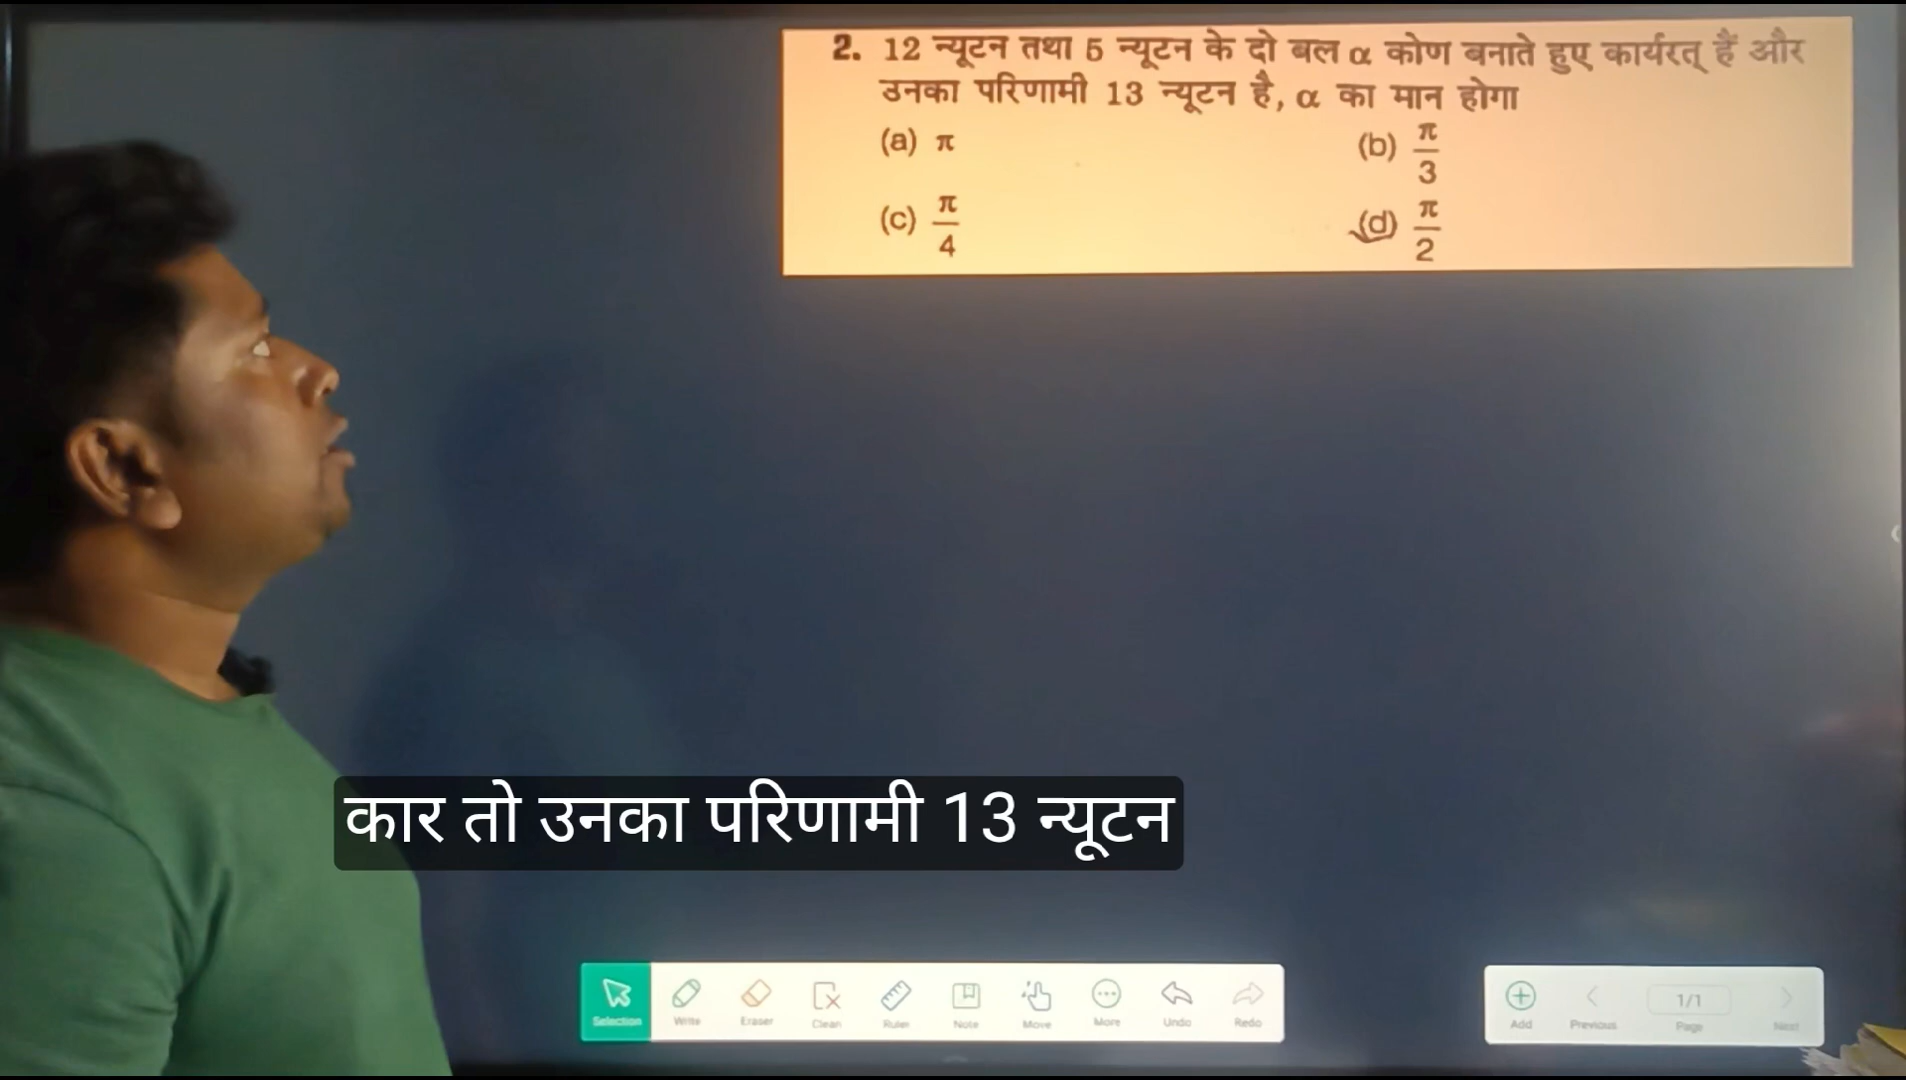 2. 12 न्यूटन तथा 5 न्यूटन के दो बल α कोण बनाते हुए कार्यरत् हैं और
उनका परिणामी 13 न्यूटन है, α का मान होगा
(a) π
(b) π/3
(c) π/4
(d) π/2
कार तो उनका परिणामी 13 न्यूटन
Selection Write Eraser Clean Ruler Note Move More Undo Redo
Add Previous 1/1 Page Next